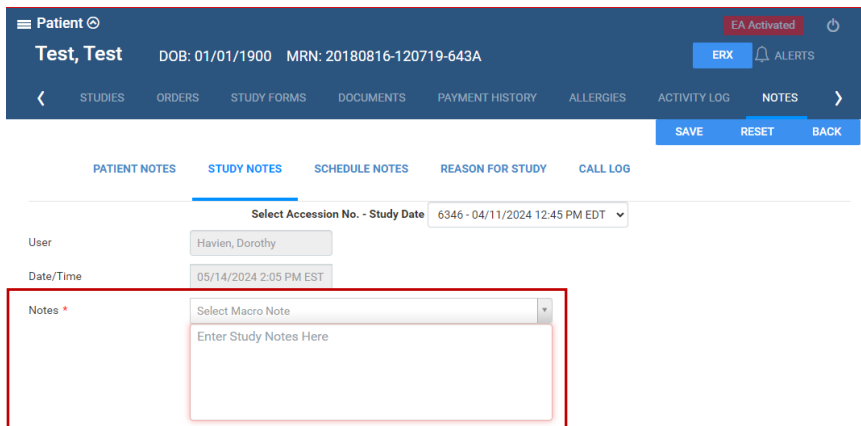 Patient
EA Activated
Test, Test DOB: 01/01/1900 MRN: 20180816-120719-643A ERX ALERTS
STUDIES ORDERS STUDY FORMS DOCUMENTS PAYMENT HISTORY ALLERGIES ACTIVITY LOG NOTES
SAVE RESET BACK
PATIENT NOTES STUDY NOTES SCHEDULE NOTES REASON FOR STUDY CALL LOG
Select Accession No. - Study Date 6346 - 04/11/2024 12:45 PM EDT
User Havien, Dorothy
Date/Time 05/14/2024 2:05 PM EST
Notes * Select Macro Note
Enter Study Notes Here